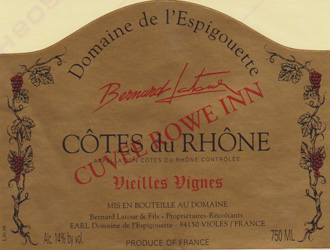 Domaine de l'Espigouette
Bernard Latour
CÔTES du RHÔNE
APPELLATION CÔTES DU RHÔNE CONTRÔLÉE
CUVÉE ROWE INN
Vieilles Vignes
MIS EN BOUTEILLE AU DOMAINE
Bernard Latour & Fils - Propriétaires-Récoltants
EARL Domaine de l'Espigouette - 84150 VIOLES / FRANCE
Alc. 14% by vol.
750 ML
PRODUCE OF FRANCE